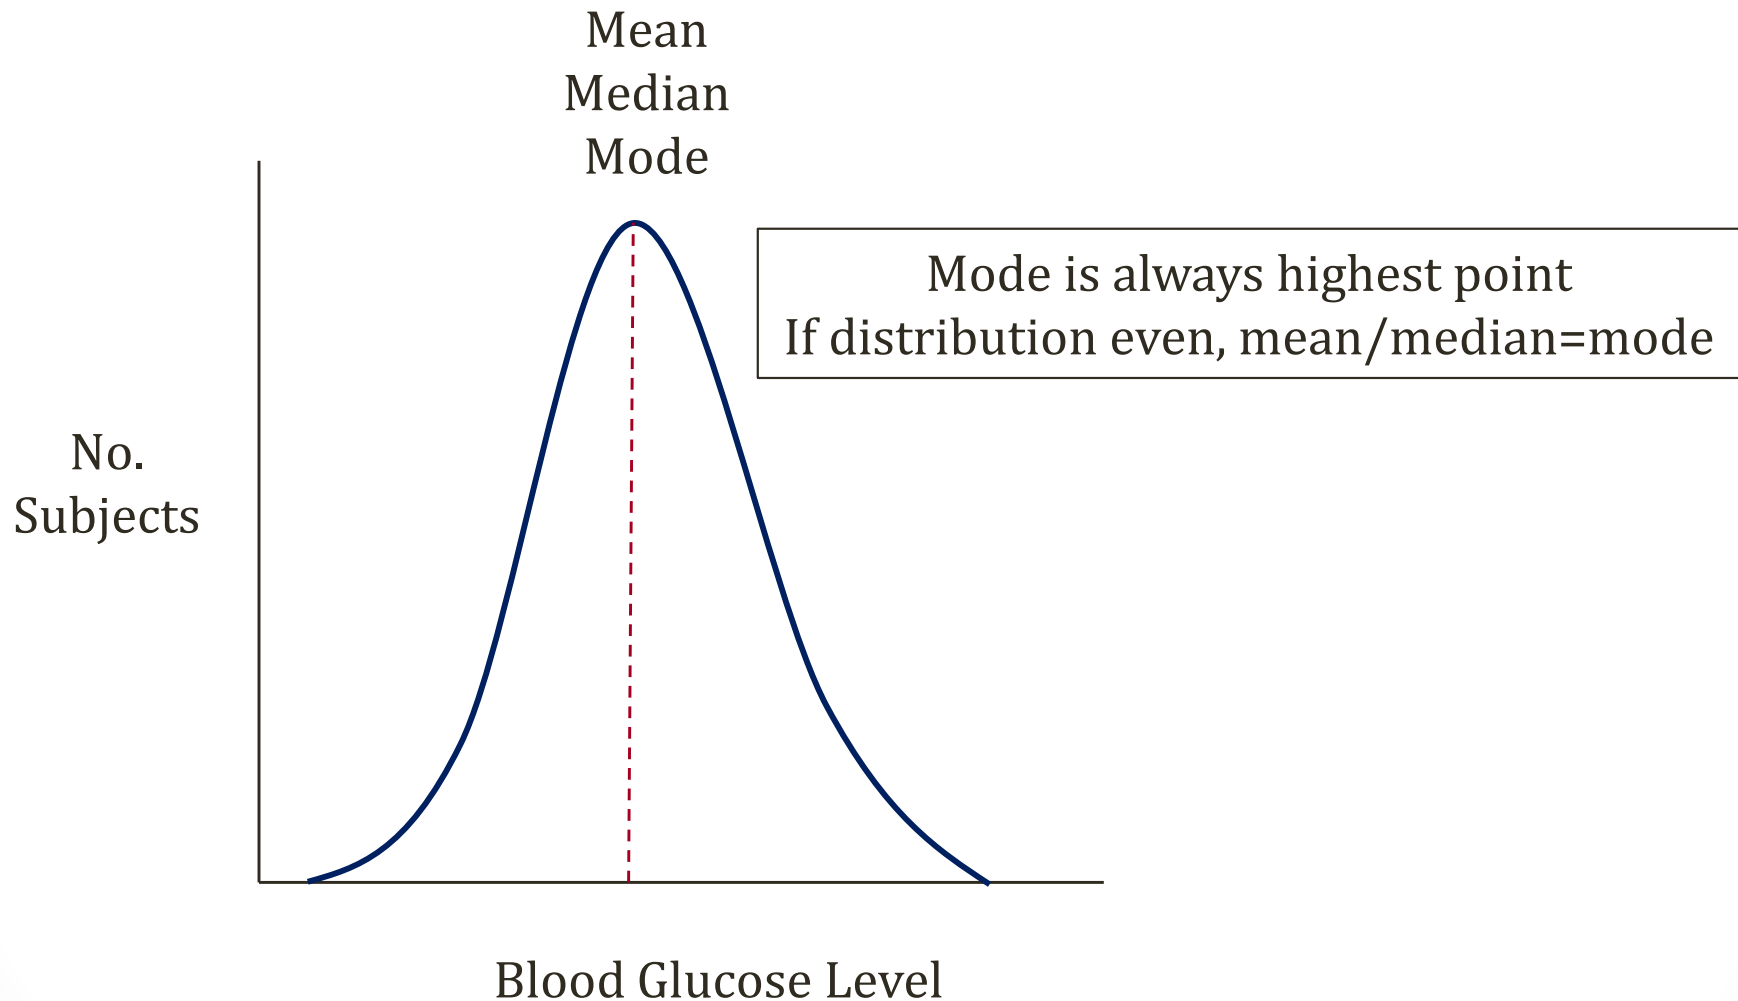 Mean
Median
Mode
Mode is always highest point
If distribution even, mean/median=mode
No.
Subjects
Blood Glucose Level